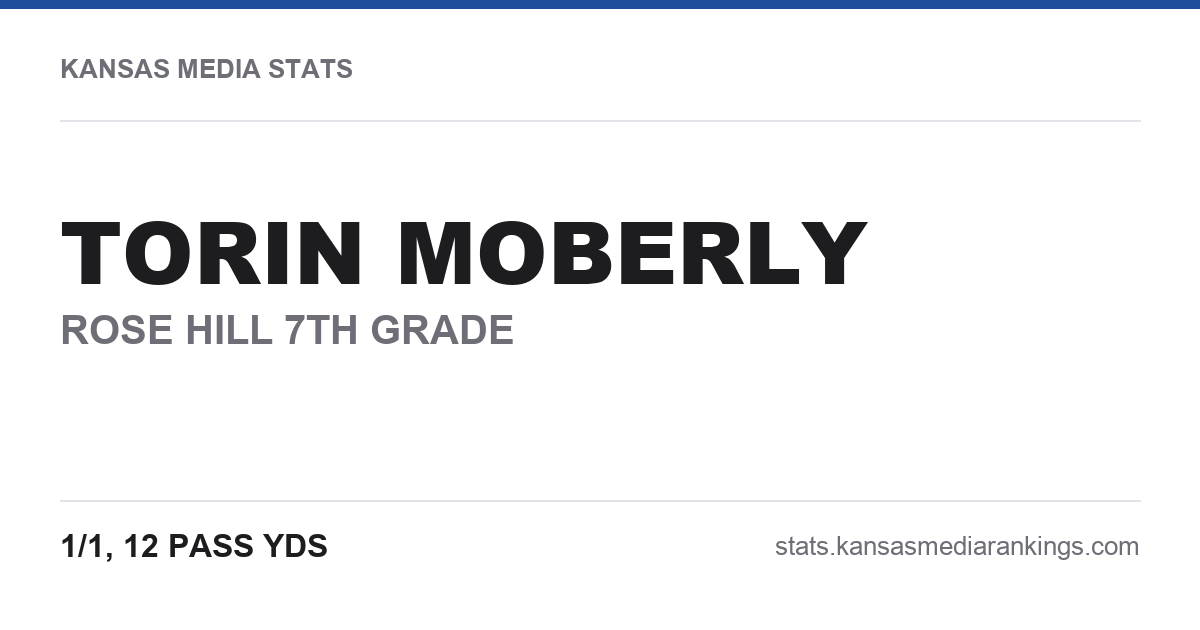 KANSAS MEDIA STATS
TORIN MOBERLY
ROSE HILL 7TH GRADE
1/1, 12 PASS YDS
stats.kansasmediarankings.com